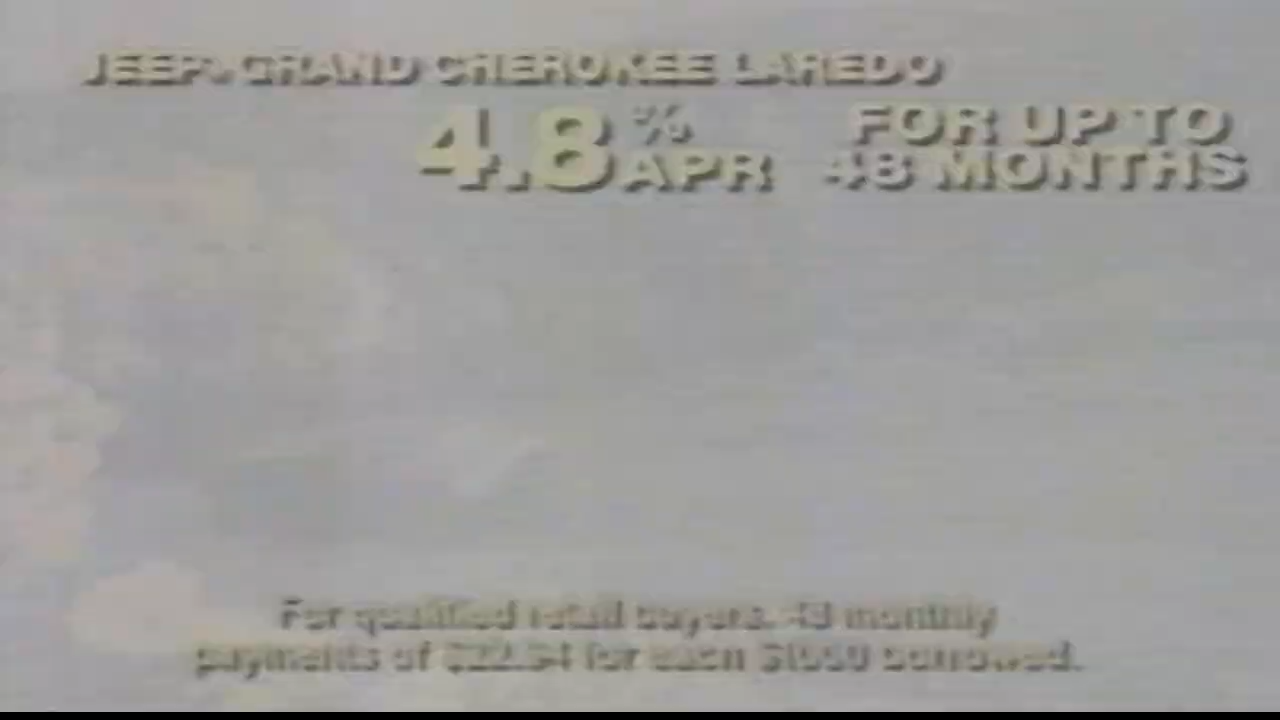 JEEP® GRAND CHEROKEE LAREDO
4.8% APR FOR UP TO
48 MONTHS
For qualified retail buyers. 48 monthly
payments of $22.94 for each $1000 borrowed.